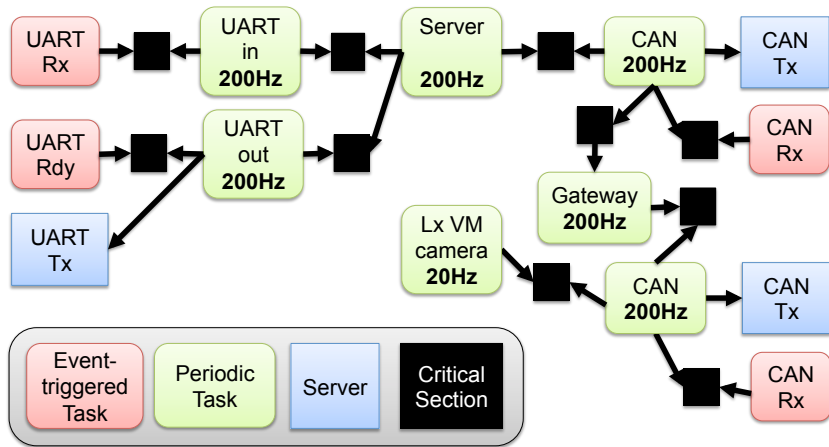 UART
Rx
UART
in
200Hz
Server
200Hz
CAN
200Hz
CAN
Tx
UART
Rdy
UART
out
200Hz
CAN
Rx
UART
Tx
Gateway
200Hz
Lx VM
camera
20Hz
CAN
200Hz
CAN
Tx
CAN
Rx
Event-
triggered
Task
Periodic
Task
Server
Critical
Section